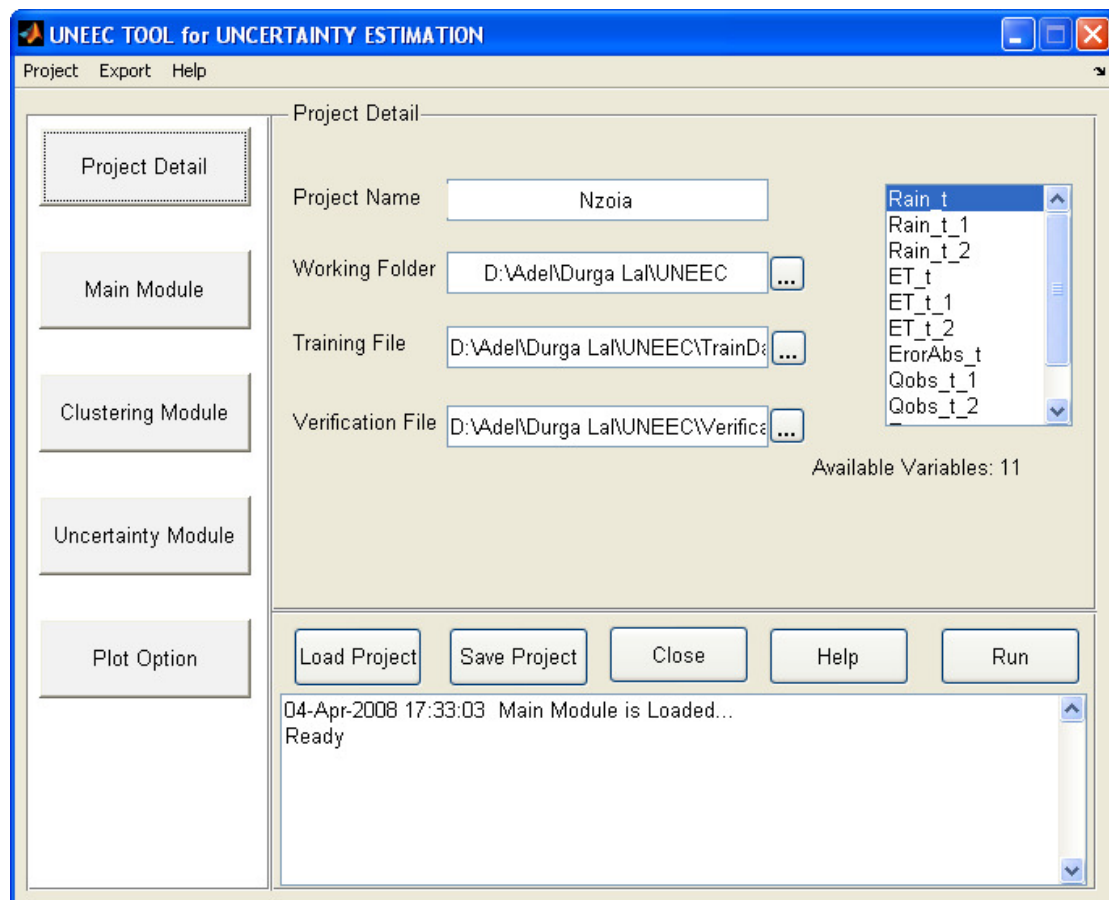 UNEEC TOOL for UNCERTAINTY ESTIMATION
Project Export Help
Project Detail
Main Module
Clustering Module
Uncertainty Module
Plot Option
Project Detail
Project Name Nzoia
Working Folder D:\Adel\Durga Lal\UNEEC ...
Training File D:\Adel\Durga Lal\UNEEC\TrainDa ...
Verification File D:\Adel\Durga Lal\UNEEC\Verifica ...
Rain_t
Rain_t_1
Rain_t_2
ET_t
ET_t_1
ET_t_2
ErorAbs_t
Qobs_t_1
Qobs_t_2
Available Variables: 11
Load Project Save Project Close Help Run
04-Apr-2008 17:33:03 Main Module is Loaded...
Ready